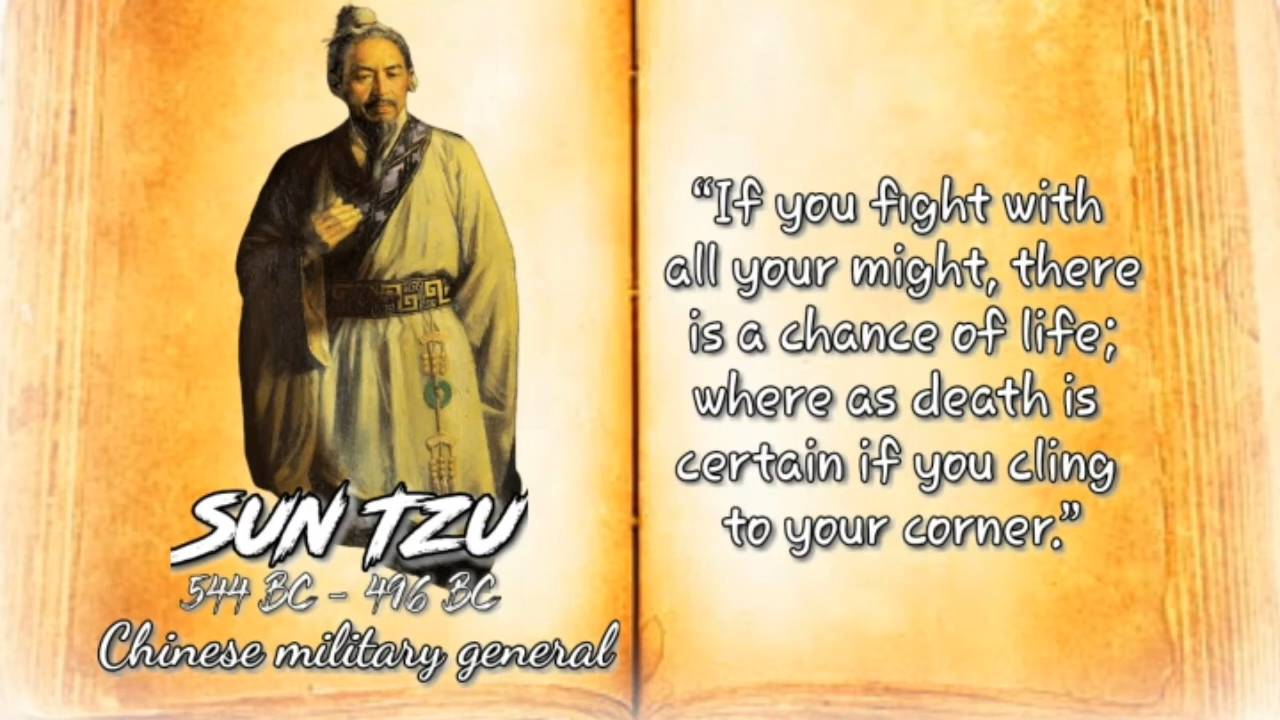 SUN TZU
544 BC - 496 BC
Chinese military general
“If you fight with
all your might, there
is a chance of life;
where as death is
certain if you cling
to your corner.”